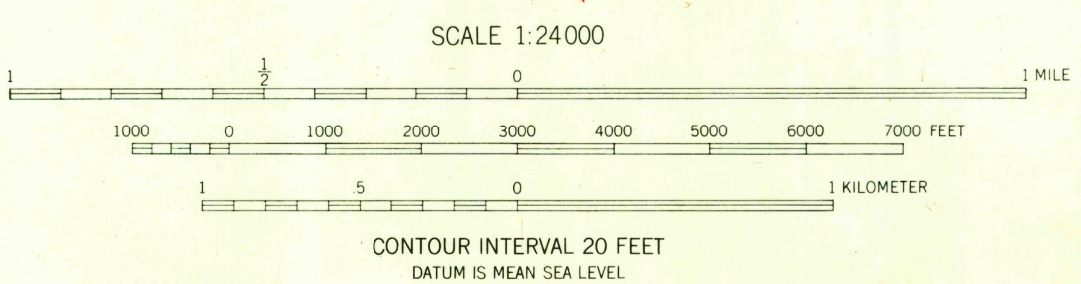 SCALE 1:24000
1 1/2 0 1 MILE
1000 0 1000 2000 3000 4000 5000 6000 7000 FEET
1 .5 0 1 KILOMETER
CONTOUR INTERVAL 20 FEET
DATUM IS MEAN SEA LEVEL